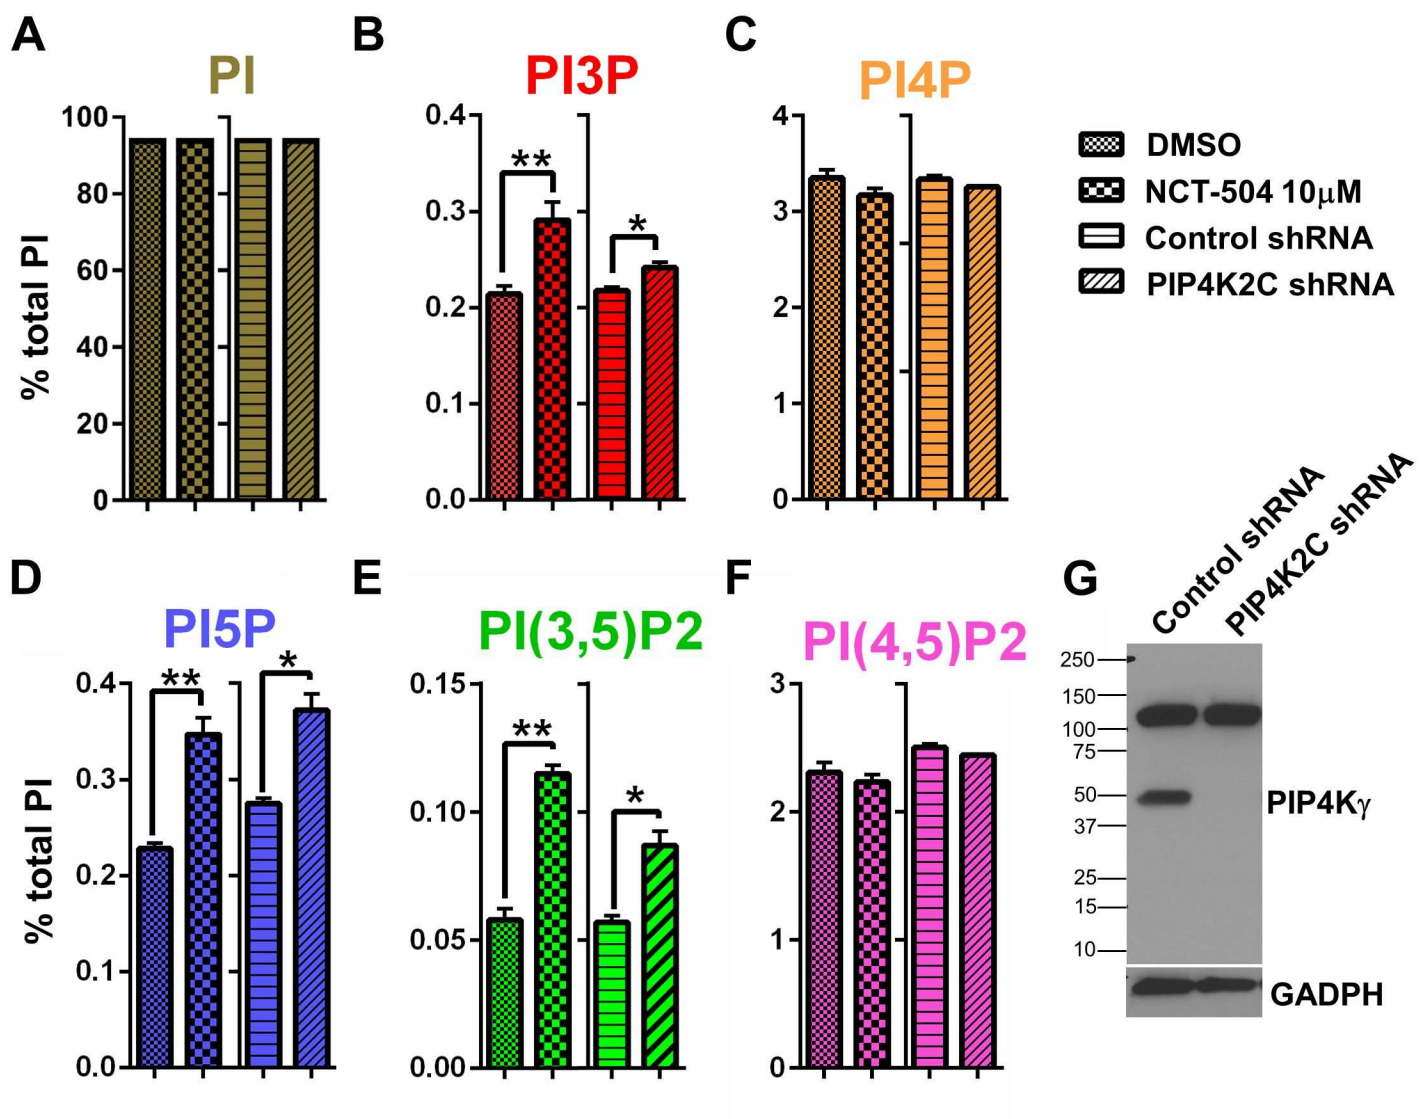 A
PI
% total PI
100
80
60
40
20
0
B
PI3P
0.4
0.3
0.2
0.1
0.0
**
*
C
PI4P
4
3
2
1
0
DMSO
NCT-504 10μM
Control shRNA
PIP4K2C shRNA
D
PI5P
% total PI
0.4
0.3
0.2
0.1
0.0
**
*
E
PI(3,5)P2
0.15
0.10
0.05
0.00
**
*
F
PI(4,5)P2
3
2
1
0
G
Control shRNA
PIP4K2C shRNA
250
150
100
75
50
37
25
15
10
PIP4Kγ
GADPH